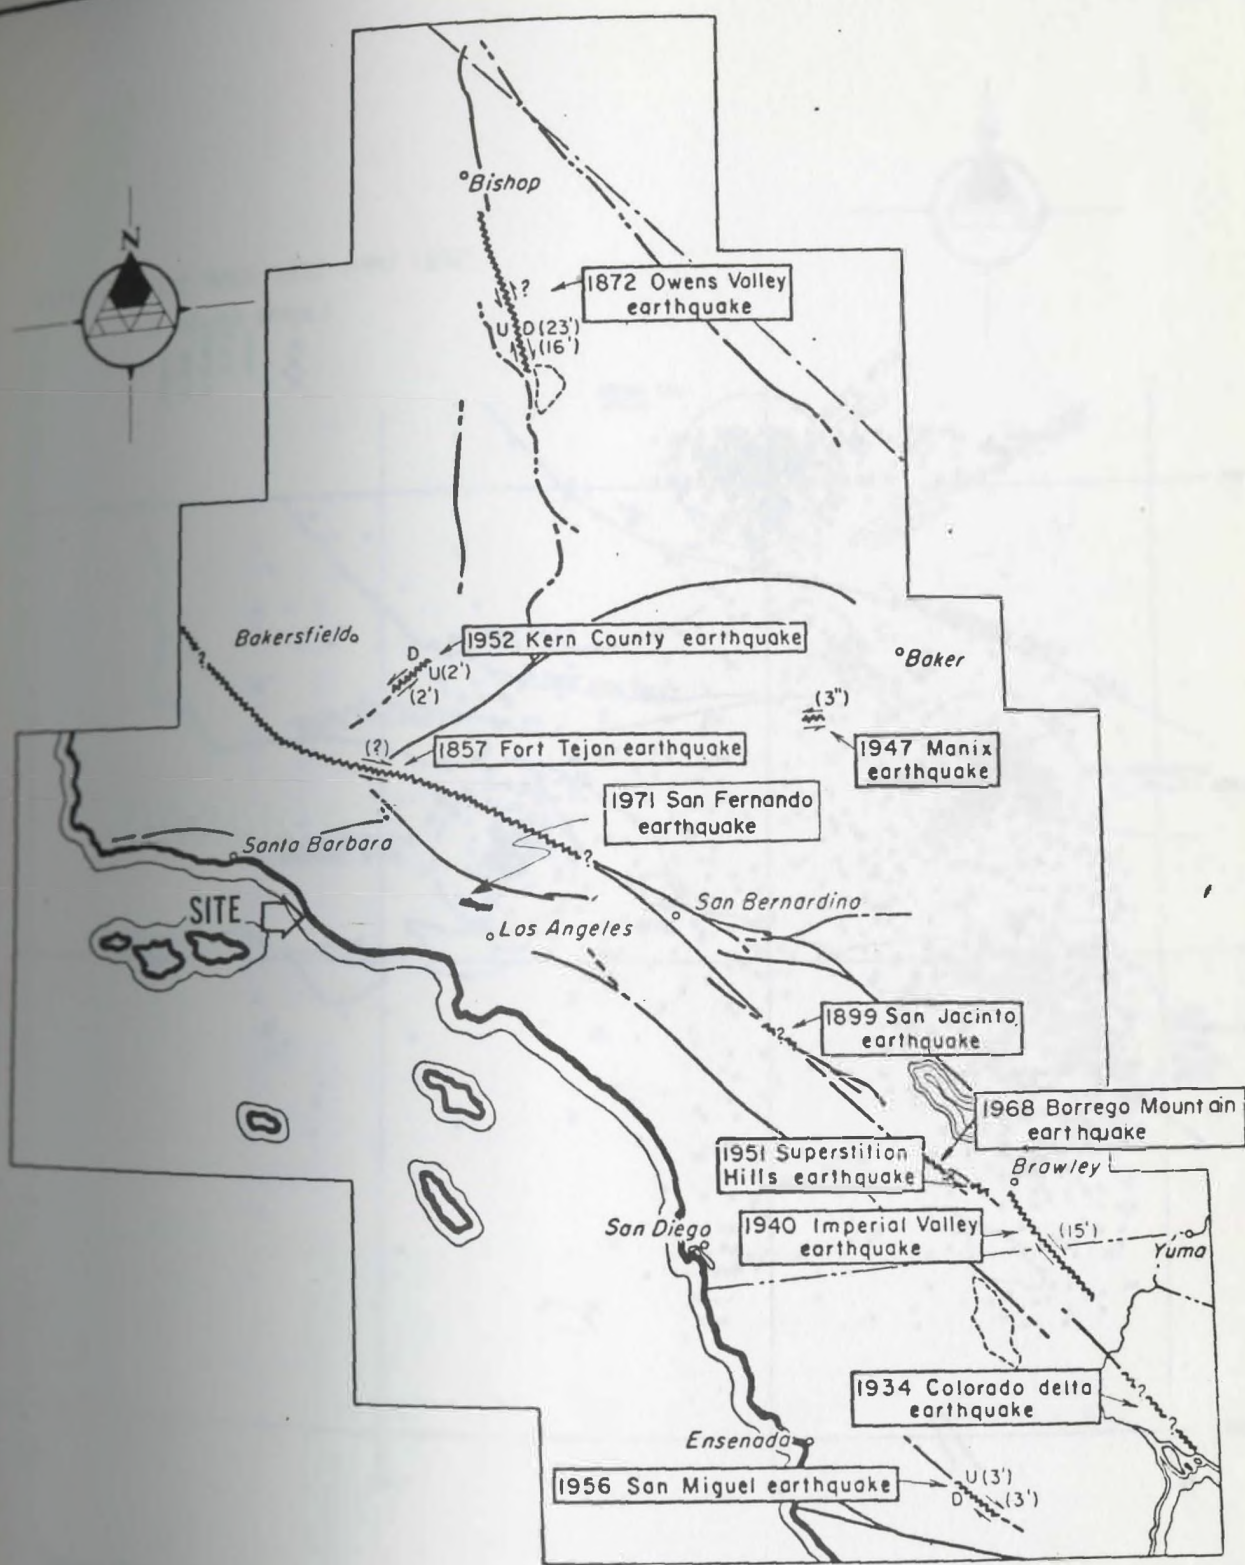 Bishop
N
1872 Owens Valley
earthquake
?
U D (23')
(16')
Bakersfield
1952 Kern County earthquake
D
U(2')
(2')
?
Baker
(3")
1947 Manix
earthquake
(?)
1857 Fort Tejon earthquake
1971 San Fernando
earthquake
Santa Barbara
?
San Bernardino
SITE
Los Angeles
1899 San Jacinto
earthquake
?
1968 Borrego Mountain
earthquake
1951 Superstition
Hills earthquake
Brawley
San Diego
1940 Imperial Valley
earthquake
(15')
Yuma
1934 Colorado delta
earthquake
?
?
Ensenada
1956 San Miguel earthquake
U(3')
D
(3')